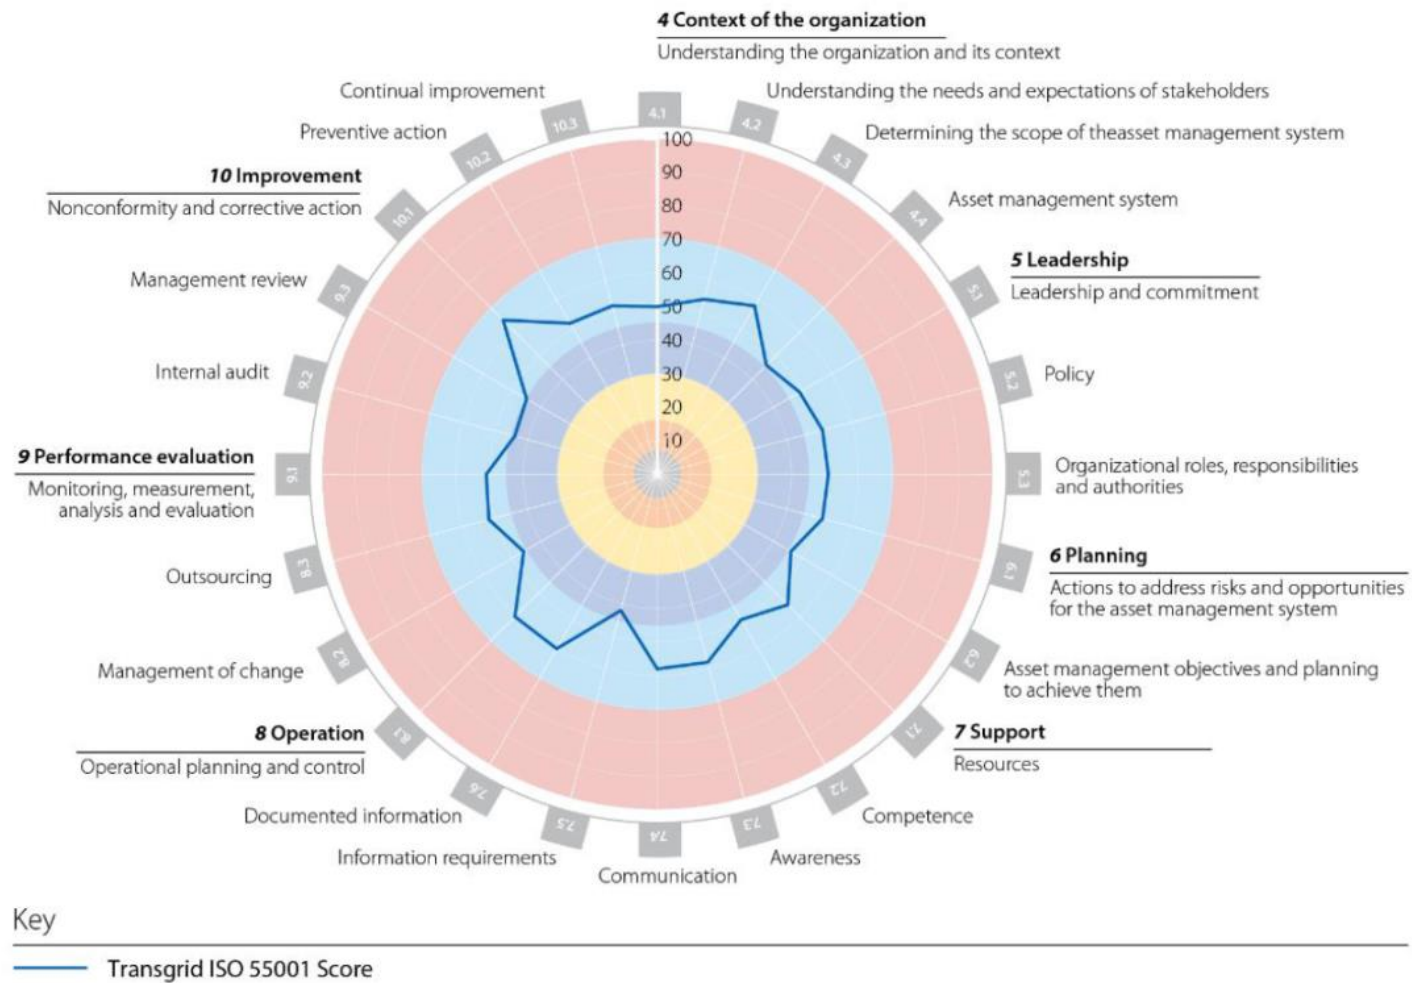 4 Context of the organization
Understanding the organization and its context
Continual improvement
Understanding the needs and expectations of stakeholders
10.3
4.1
4.2
Preventive action
Determining the scope of theasset management system
10.2
4.3
10 Improvement
Nonconformity and corrective action
10.1
4.4
Asset management system
100
90
80
70
60
50
40
30
20
10
5 Leadership
Leadership and commitment
5.1
Management review
9.3
Internal audit
9.2
5.2
Policy
9 Performance evaluation
Monitoring, measurement,
analysis and evaluation
9.1
5.3
Organizational roles, responsibilities
and authorities
Outsourcing
8.3
6.1
6 Planning
Actions to address risks and opportunities
for the asset management system
Management of change
8.2
6.2
Asset management objectives and planning
to achieve them
8 Operation
Operational planning and control
8.1
7.1
7 Support
Resources
Documented information
7.6
7.2
Competence
Information requirements
7.5
7.4
7.3
Awareness
Communication
Key
Transgrid ISO 55001 Score